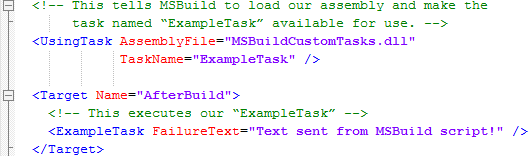 <!-- This tells MSBuild to load our assembly and make the
task named “ExampleTask” available for use. -->
<UsingTask AssemblyFile="MSBuildCustomTasks.dll"
TaskName="ExampleTask" />
<Target Name="AfterBuild">
<!-- This executes our “ExampleTask” -->
<ExampleTask FailureText="Text sent from MSBuild script!" />
</Target>